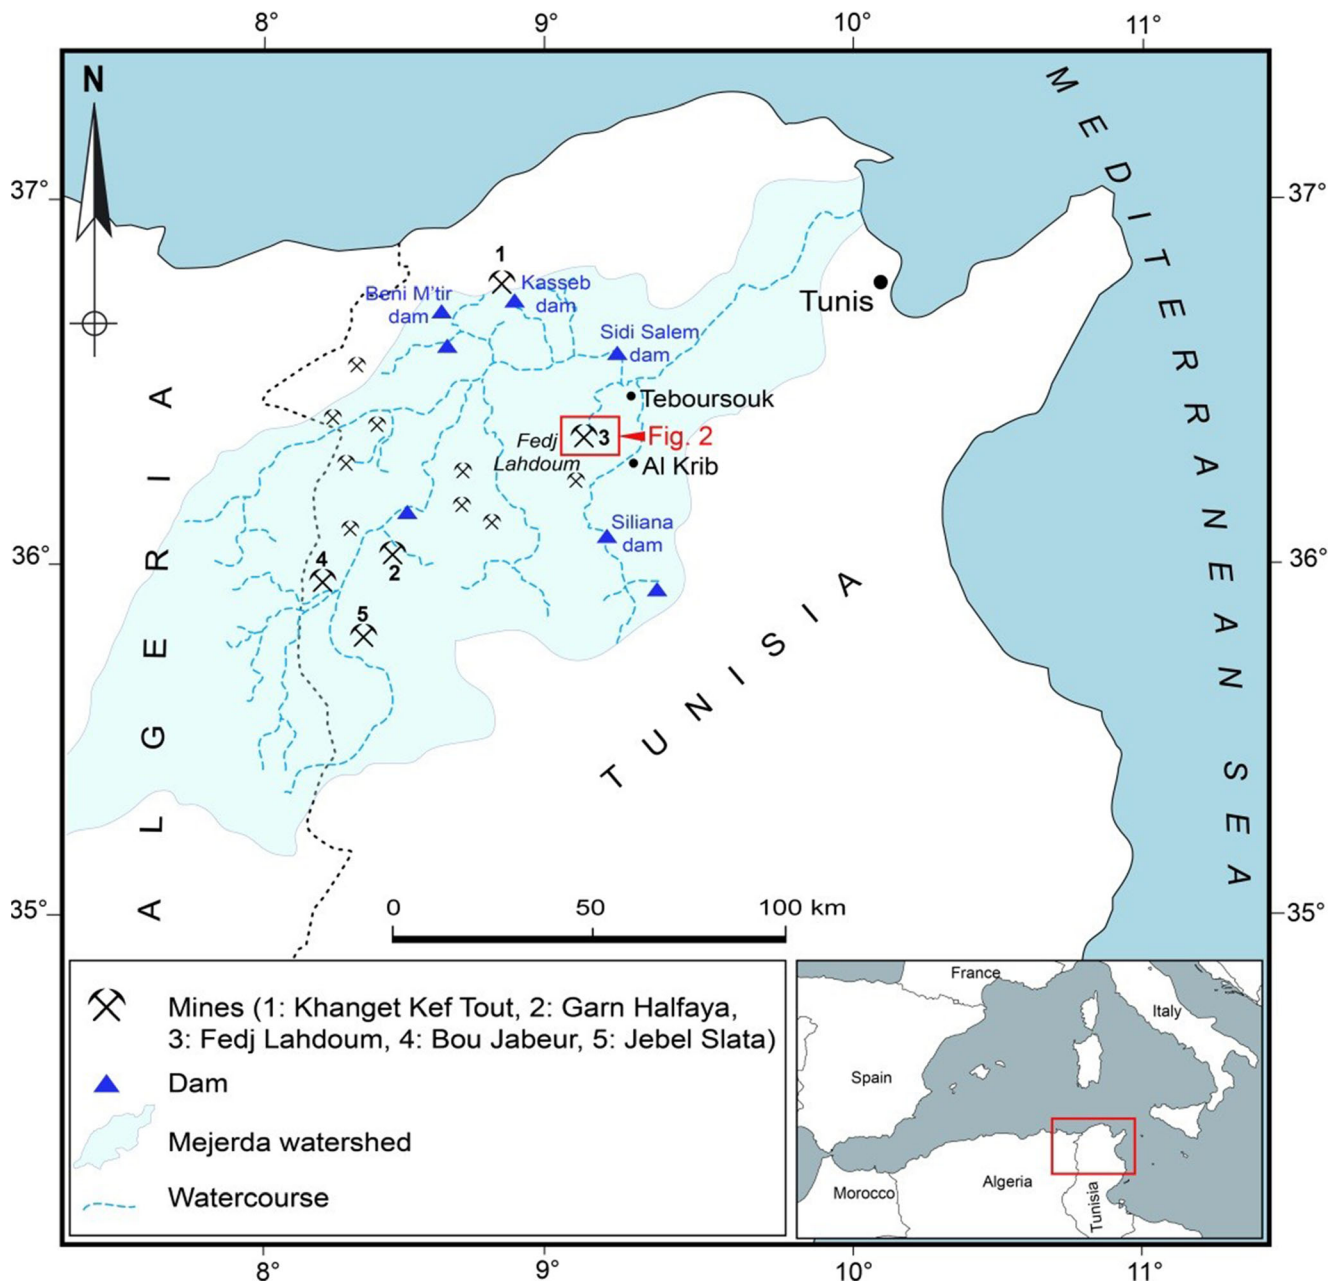 8° 9° 10° 11°
N
MEDITERRANEAN SEA
37° 37°
1
Kasseb
dam
Beni M'tir
dam
Tunis
Sidi Salem
dam
Teboursouk
3
Fig. 2
Fedj
Lahdoum
Al Krib
Siliana
dam
36° 36°
4
2
5
ALGERIA
TUNISIA
35° 35°
0 50 100 km
Mines (1: Khanget Kef Tout, 2: Garn Halfaya,
3: Fedj Lahdoum, 4: Bou Jabeur, 5: Jebel Slata)
Dam
Mejerda watershed
Watercourse
France
Italy
Spain
Algeria
Morocco
Tunisia
8° 9° 10° 11°